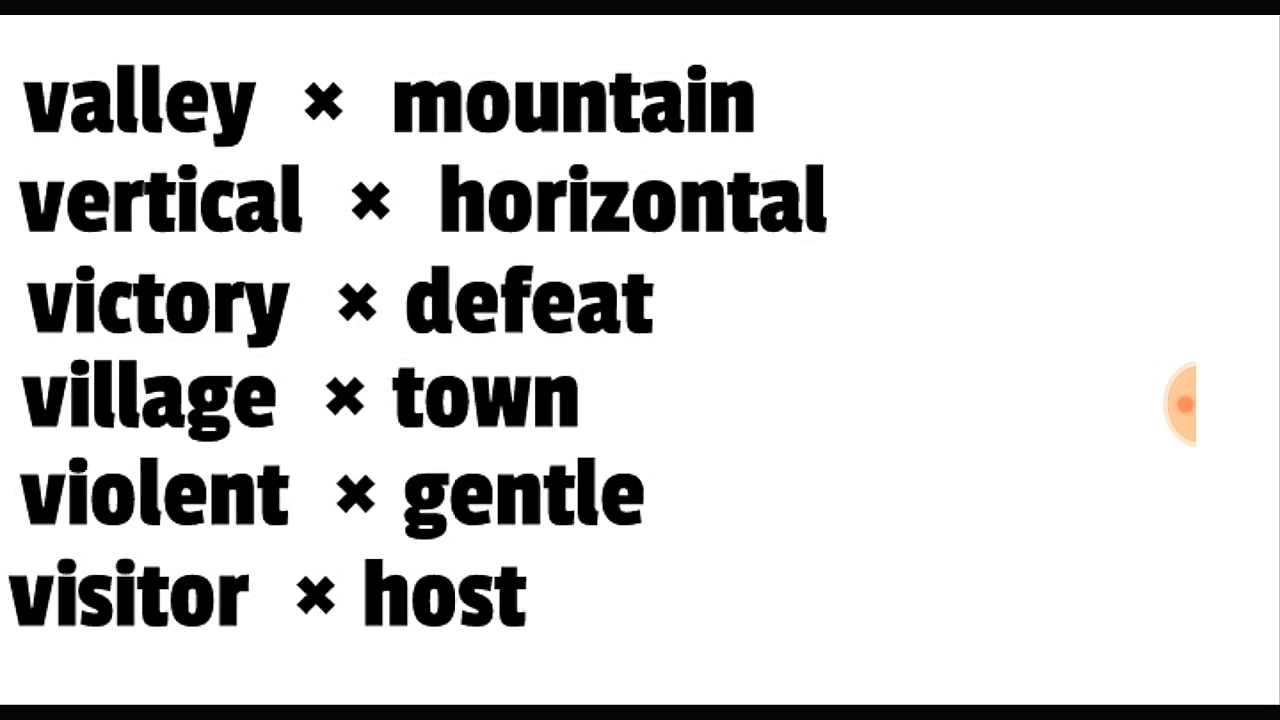 valley × mountain
vertical × horizontal
victory × defeat
village × town
violent × gentle
visitor × host